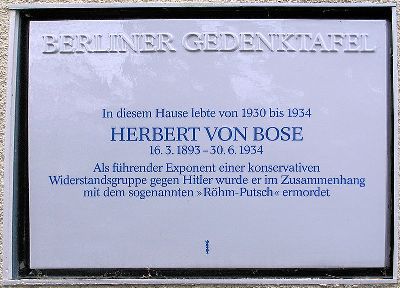 BERLINER GEDENKTAFEL
In diesem Hause lebte von 1930 bis 1934
HERBERT VON BOSE
16. 3. 1893 – 30. 6. 1934
Als führender Exponent einer konservativen
Widerstandsgruppe gegen Hitler wurde er im Zusammenhang
mit dem sogenannten »Röhm-Putsch« ermordet